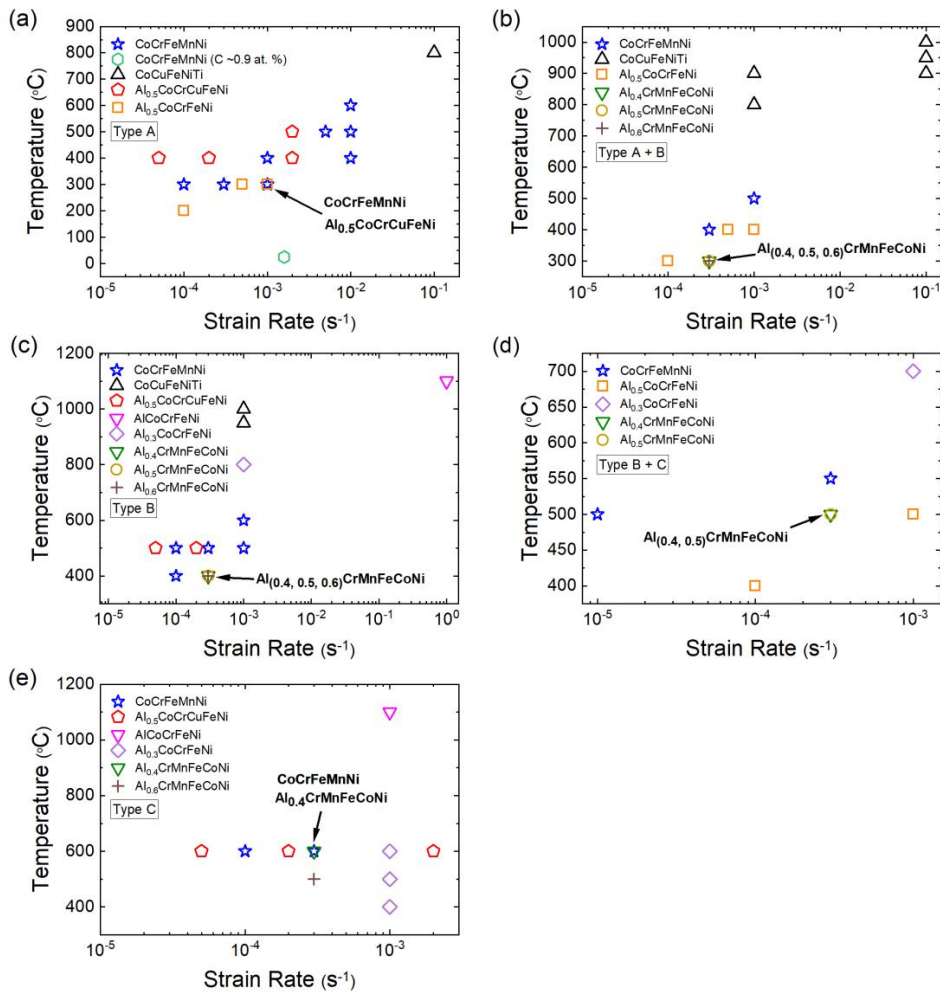 (a)
900
800
700
600
500
400
300
200
100
0
Temperature (°C)
CoCrFeMnNi
CoCrFeMnNi (C ~0.9 at. %)
CoCuFeNiTi
Al0.5CoCrCuFeNi
Al0.5CoCrFeNi
Type A
CoCrFeMnNi
Al0.5CoCrCuFeNi
10-5 10-4 10-3 10-2 10-1
Strain Rate (s-1)
(b)
1000
900
800
700
600
500
400
300
Temperature (°C)
CoCrFeMnNi
CoCuFeNiTi
Al0.5CoCrFeNi
Al0.4CrMnFeCoNi
Al0.5CrMnFeCoNi
Al0.6CrMnFeCoNi
Type A + B
Al(0.4, 0.5, 0.6)CrMnFeCoNi
10-5 10-4 10-3 10-2 10-1
Strain Rate (s-1)
(c)
1200
1000
800
600
400
Temperature (°C)
CoCrFeMnNi
CoCuFeNiTi
Al0.5CoCrCuFeNi
AlCoCrFeNi
Al0.3CoCrFeNi
Al0.4CrMnFeCoNi
Al0.5CrMnFeCoNi
Al0.6CrMnFeCoNi
Type B
Al(0.4, 0.5, 0.6)CrMnFeCoNi
10-5 10-4 10-3 10-2 10-1 100
Strain Rate (s-1)
(d)
700
650
600
550
500
450
400
Temperature (°C)
CoCrFeMnNi
Al0.5CoCrFeNi
Al0.3CoCrFeNi
Al0.4CrMnFeCoNi
Al0.5CrMnFeCoNi
Type B + C
Al(0.4, 0.5)CrMnFeCoNi
10-5 10-4 10-3
Strain Rate (s-1)
(e)
1200
1000
800
600
400
Temperature (°C)
CoCrFeMnNi
Al0.5CoCrCuFeNi
AlCoCrFeNi
Al0.3CoCrFeNi
Al0.4CrMnFeCoNi
Al0.6CrMnFeCoNi
Type C
CoCrFeMnNi
Al0.4CrMnFeCoNi
10-5 10-4 10-3
Strain Rate (s-1)